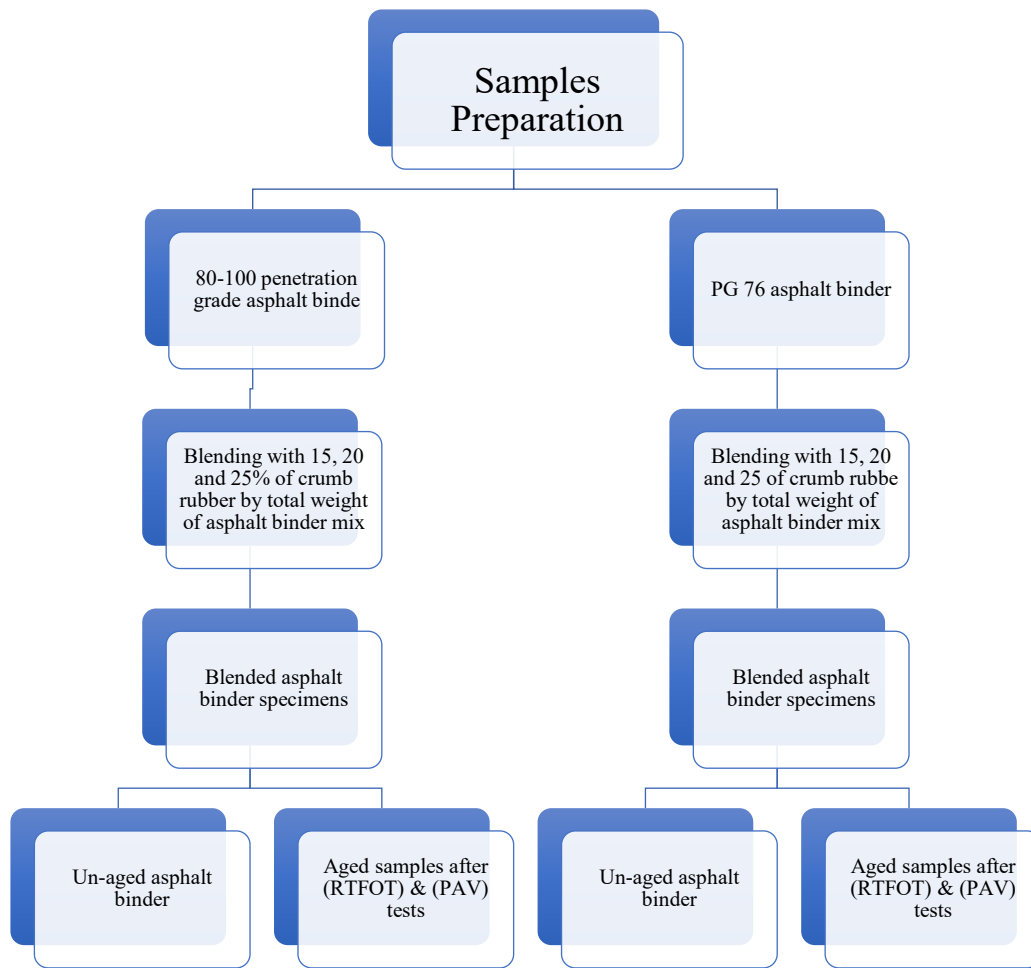 Samples
Preparation
80-100 penetration
grade asphalt binde
PG 76 asphalt binder
Blending with 15, 20
and 25% of crumb
rubber by total weight
of asphalt binder mix
Blending with 15, 20
and 25 of crumb rubbe
by total weight of
asphalt binder mix
Blended asphalt
binder specimens
Blended asphalt
binder specimens
Un-aged asphalt
binder
Aged samples after
(RTFOT) & (PAV)
tests
Un-aged asphalt
binder
Aged samples after
(RTFOT) & (PAV)
tests